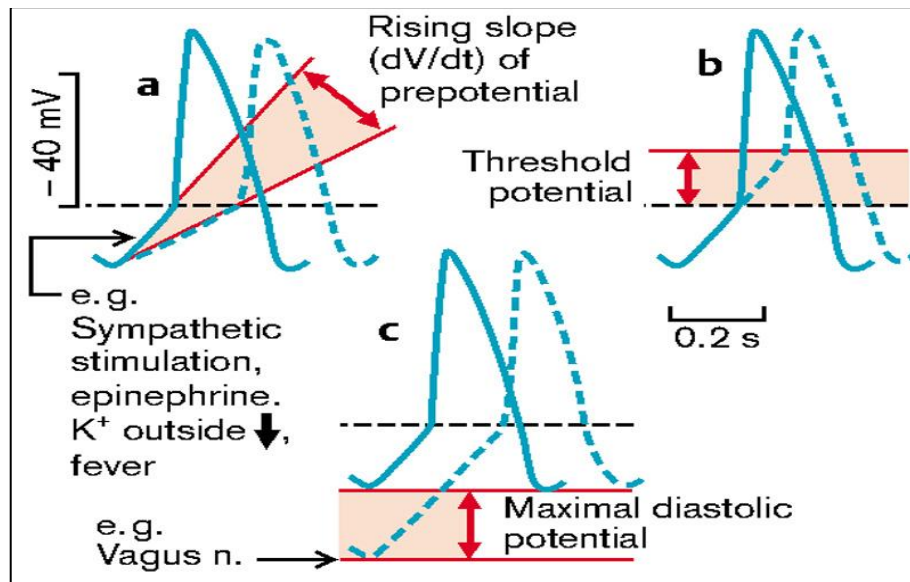 a
Rising slope
(dV/dt) of
prepotential
– 40 mV
b
Threshold
potential
0.2 s
e. g.
Sympathetic
stimulation,
epinephrine.
K⁺ outside ↓,
fever
c
Maximal diastolic
potential
e. g.
Vagus n.